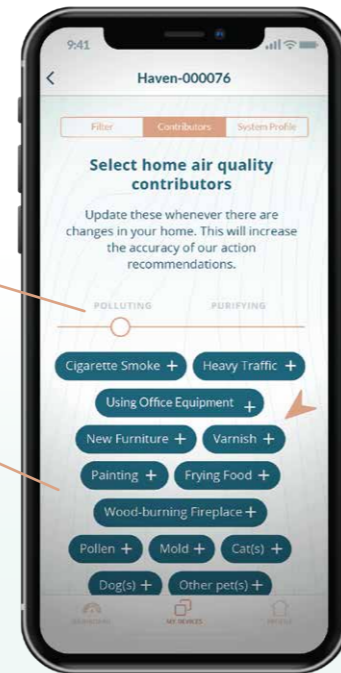 9:41
Haven-000076
Filter Contributors System Profile
Select home air quality
contributors
Update these whenever there are
changes in your home. This will increase
the accuracy of our action
recommendations.
POLLUTING PURIFYING
Cigarette Smoke + Heavy Traffic +
Using Office Equipment +
New Furniture + Varnish +
Painting + Frying Food +
Wood-burning Fireplace +
Pollen + Mold + Cat(s) +
Dog(s) + Other pet(s) +
MY DEVICES PROFILE